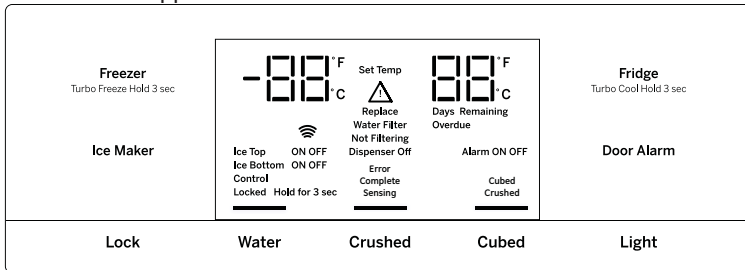 -88 °F °C
Set Temp
88 °F °C
Freezer
Turbo Freeze Hold 3 sec
Fridge
Turbo Cool Hold 3 sec
Replace
Water Filter
Not Filtering
Dispenser Off
Days Remaining
Overdue
Ice Maker
Ice Top ON OFF
Ice Bottom ON OFF
Control
Locked Hold for 3 sec
Alarm ON OFF
Door Alarm
Error
Complete
Sensing
Cubed
Crushed
Lock Water Crushed Cubed Light